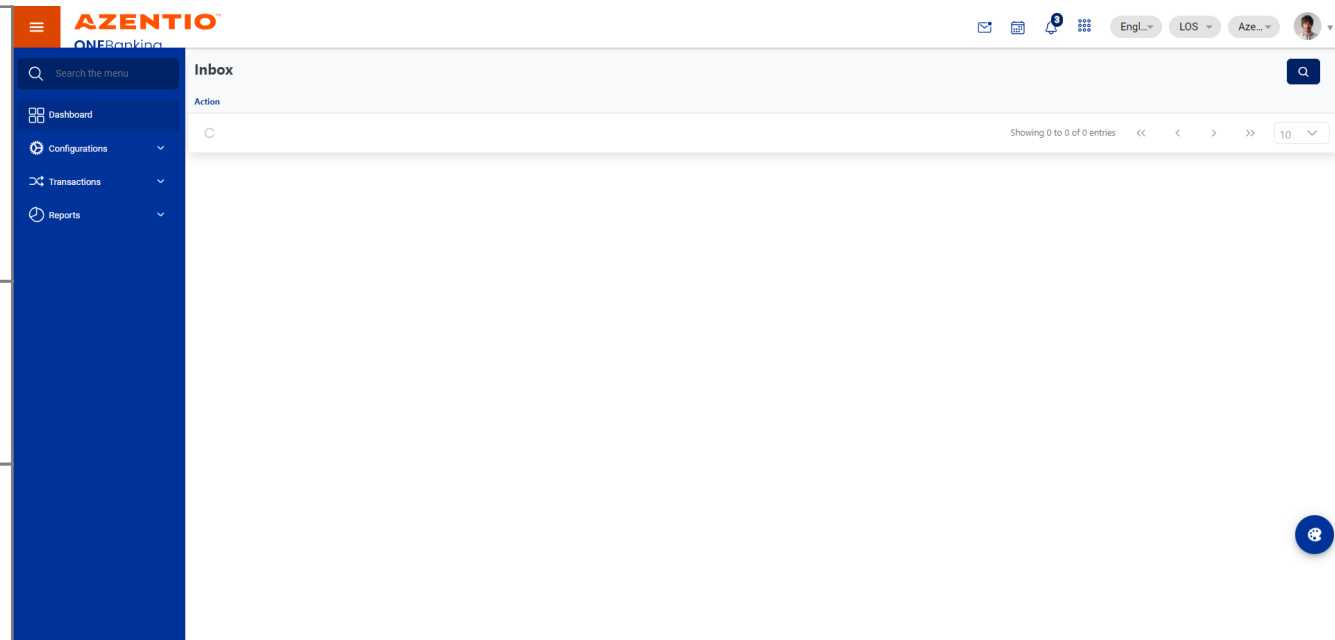 AZENTIO™
ONEBanking
3
Engl...
LOS
Aze...
Search the menu
Inbox
Dashboard
Action
Configurations
Showing 0 to 0 of 0 entries
10
Transactions
Reports